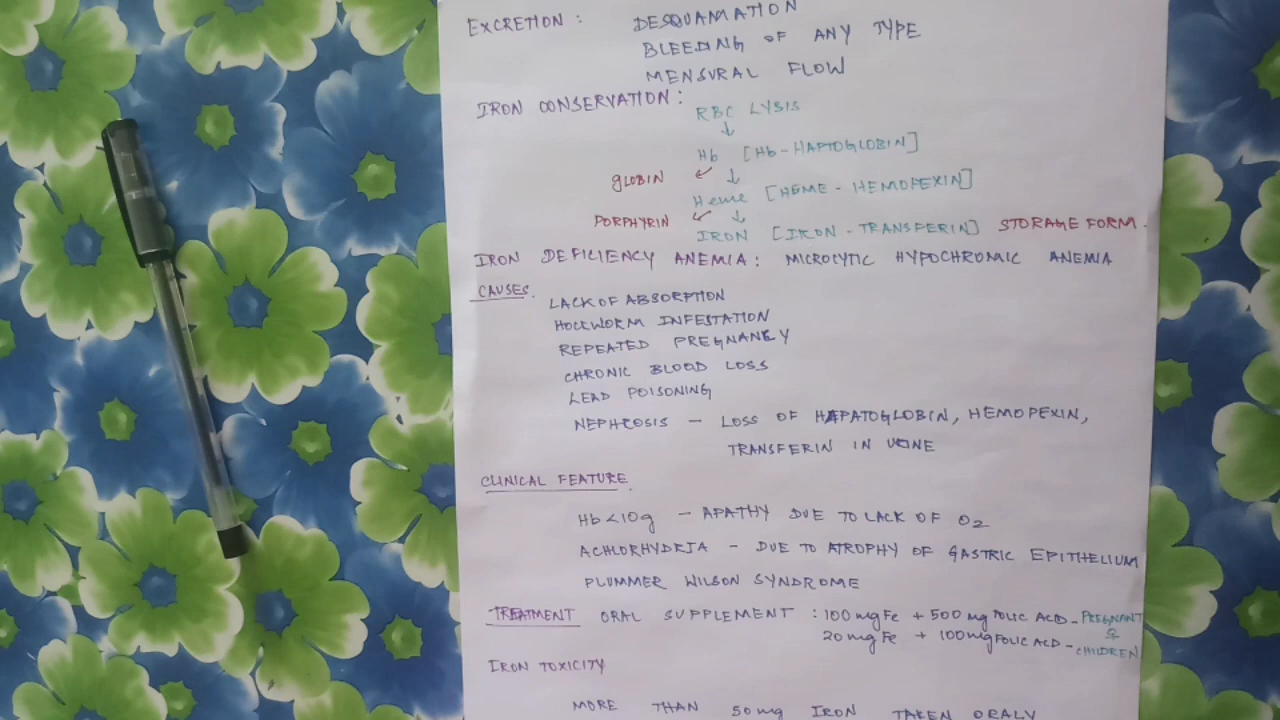 EXCRETION : DESQUAMATION
BLEEDING OF ANY TYPE
MENSURAL FLOW
IRON CONSERVATION :
RBC LYSIS
↓
Hb [Hb-HAPTOGLOBIN]
GLOBIN ↙ ↓
Heme [HEME - HEMOPEXIN]
PORPHYRIN ↙ ↓
IRON [IRON - TRANSFERIN] STORAGE FORM.
IRON DEFICIENCY ANEMIA : MICROCYTIC HYPOCHROMIC ANEMIA
CAUSES.
LACK OF ABSORPTION
HOCKWORM INFESTATION
REPEATED PREGNANCY
CHRONIC BLOOD LOSS
LEAD POISONING
NEPHROSIS - LOSS OF HAPATOGLOBIN, HEMOPEXIN,
TRANSFERIN IN URINE
CLINICAL FEATURE.
Hb<10g - APATHY DUE TO LACK OF O2
ACHLORHYDRIA - DUE TO ATROPHY OF GASTRIC EPITHELIUM
PLUMMER WILSON SYNDROME
TREATMENT ORAL SUPPLEMENT : 100 mg Fe + 500 mg FOLIC ACID - PREGNANT ♀
20 mg Fe + 100 mg FOLIC ACID - CHILDREN
IRON TOXICITY
MORE THAN 50 mg IRON TAKEN ORALY